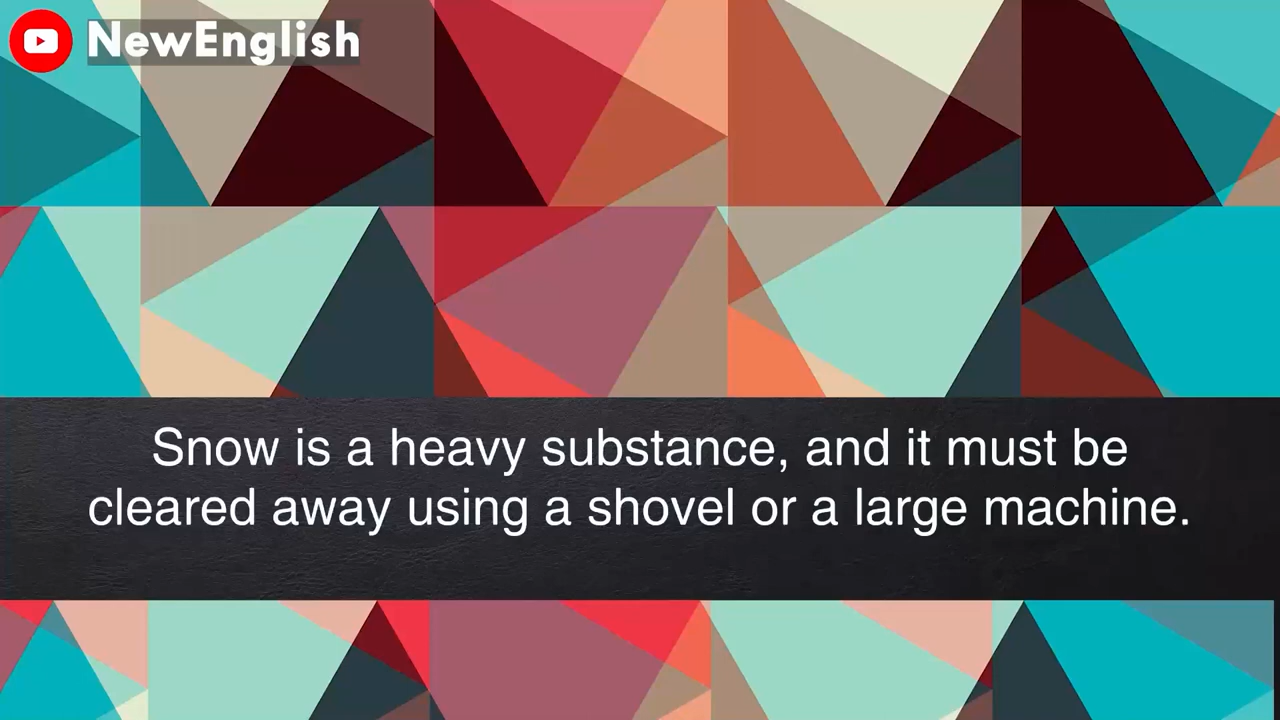 NewEnglish
Snow is a heavy substance, and it must be
cleared away using a shovel or a large machine.